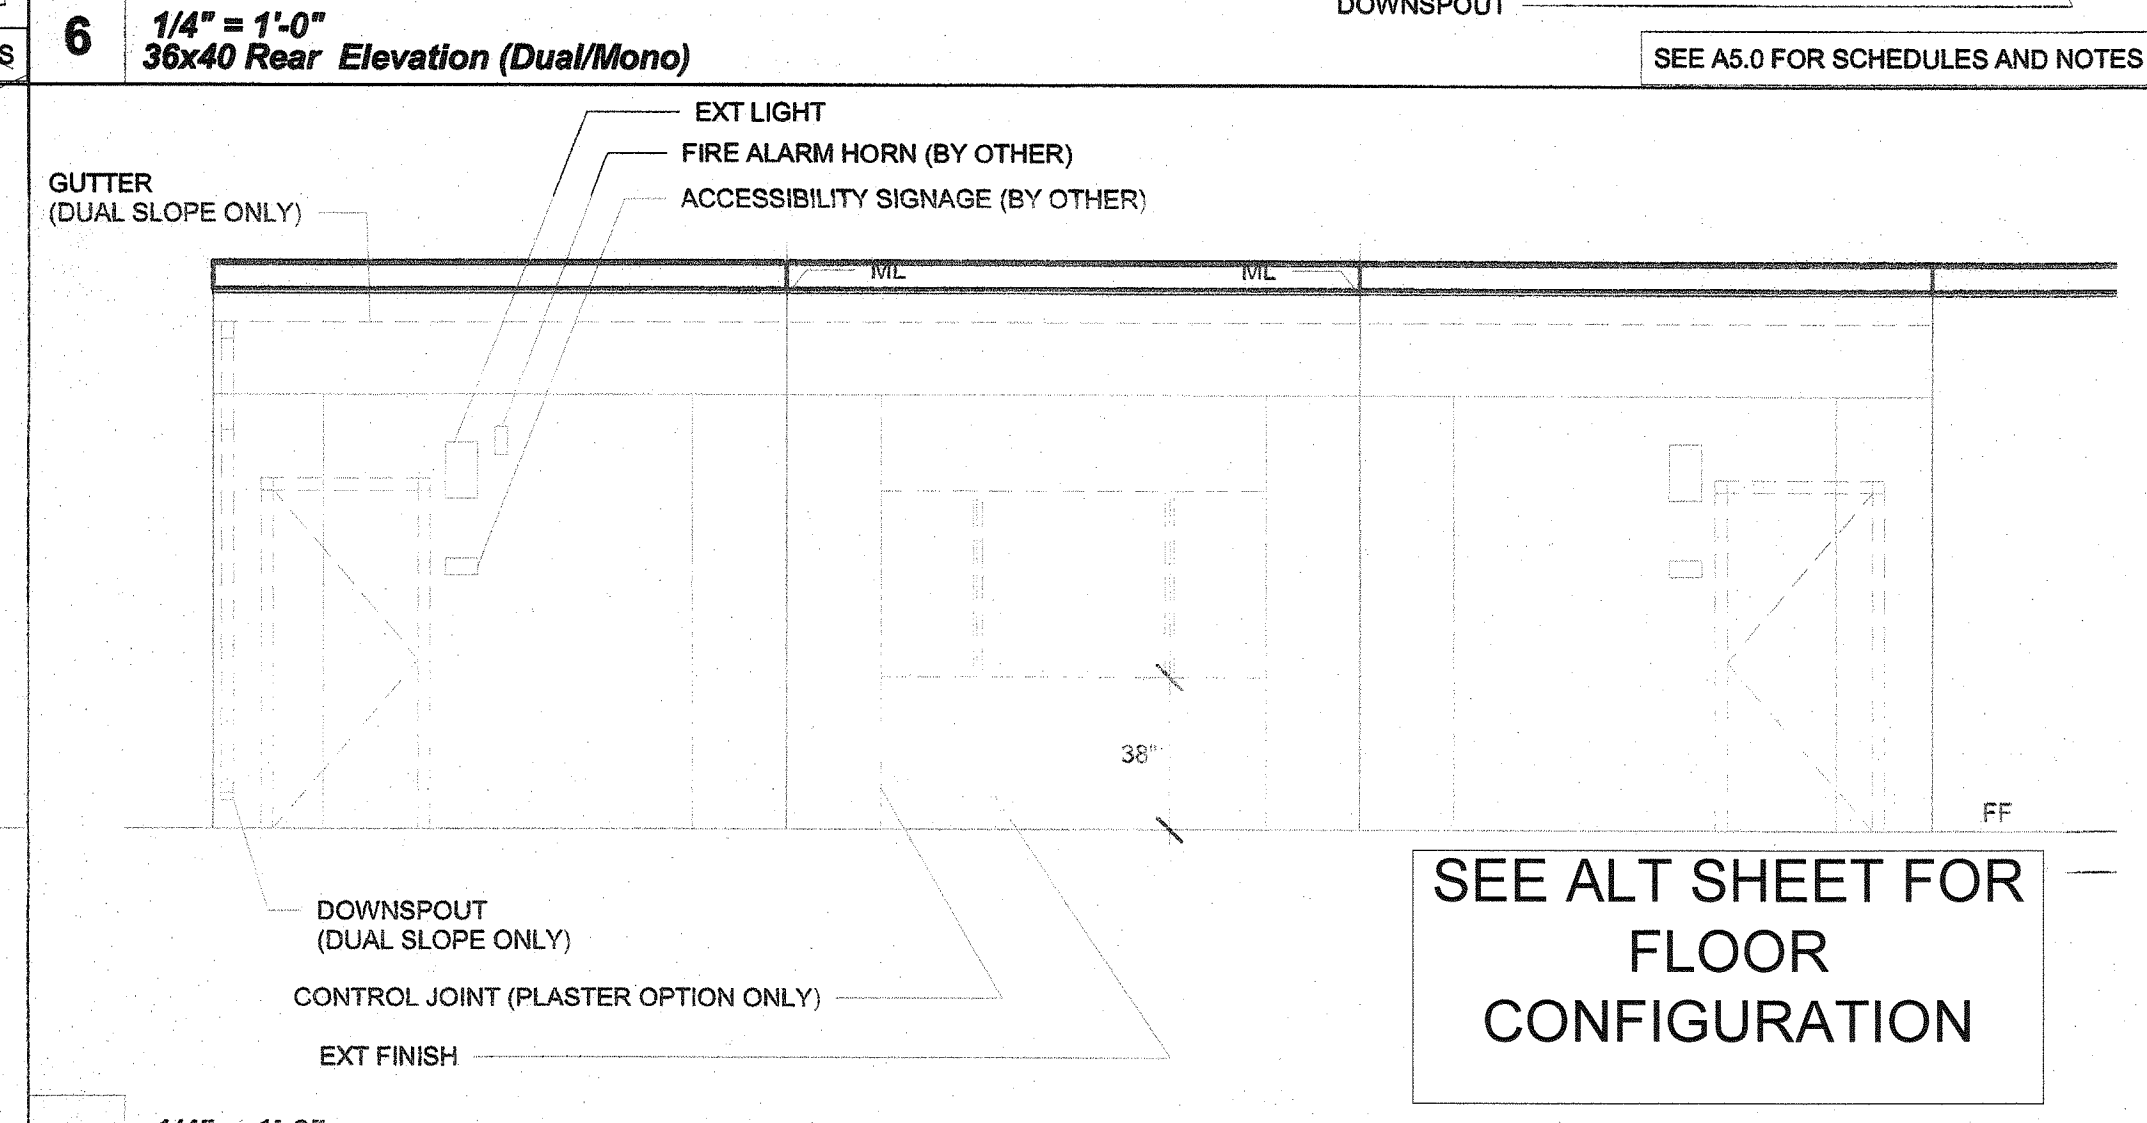 DOWNSPOUT
S
6
1/4" = 1'-0"
36x40 Rear Elevation (Dual/Mono)
SEE A5.0 FOR SCHEDULES AND NOTES
EXT LIGHT
FIRE ALARM HORN (BY OTHER)
ACCESSIBILITY SIGNAGE (BY OTHER)
GUTTER
(DUAL SLOPE ONLY)
ML
ML
38"
FF
DOWNSPOUT
(DUAL SLOPE ONLY)
CONTROL JOINT (PLASTER OPTION ONLY)
EXT FINISH
SEE ALT SHEET FOR
FLOOR
CONFIGURATION